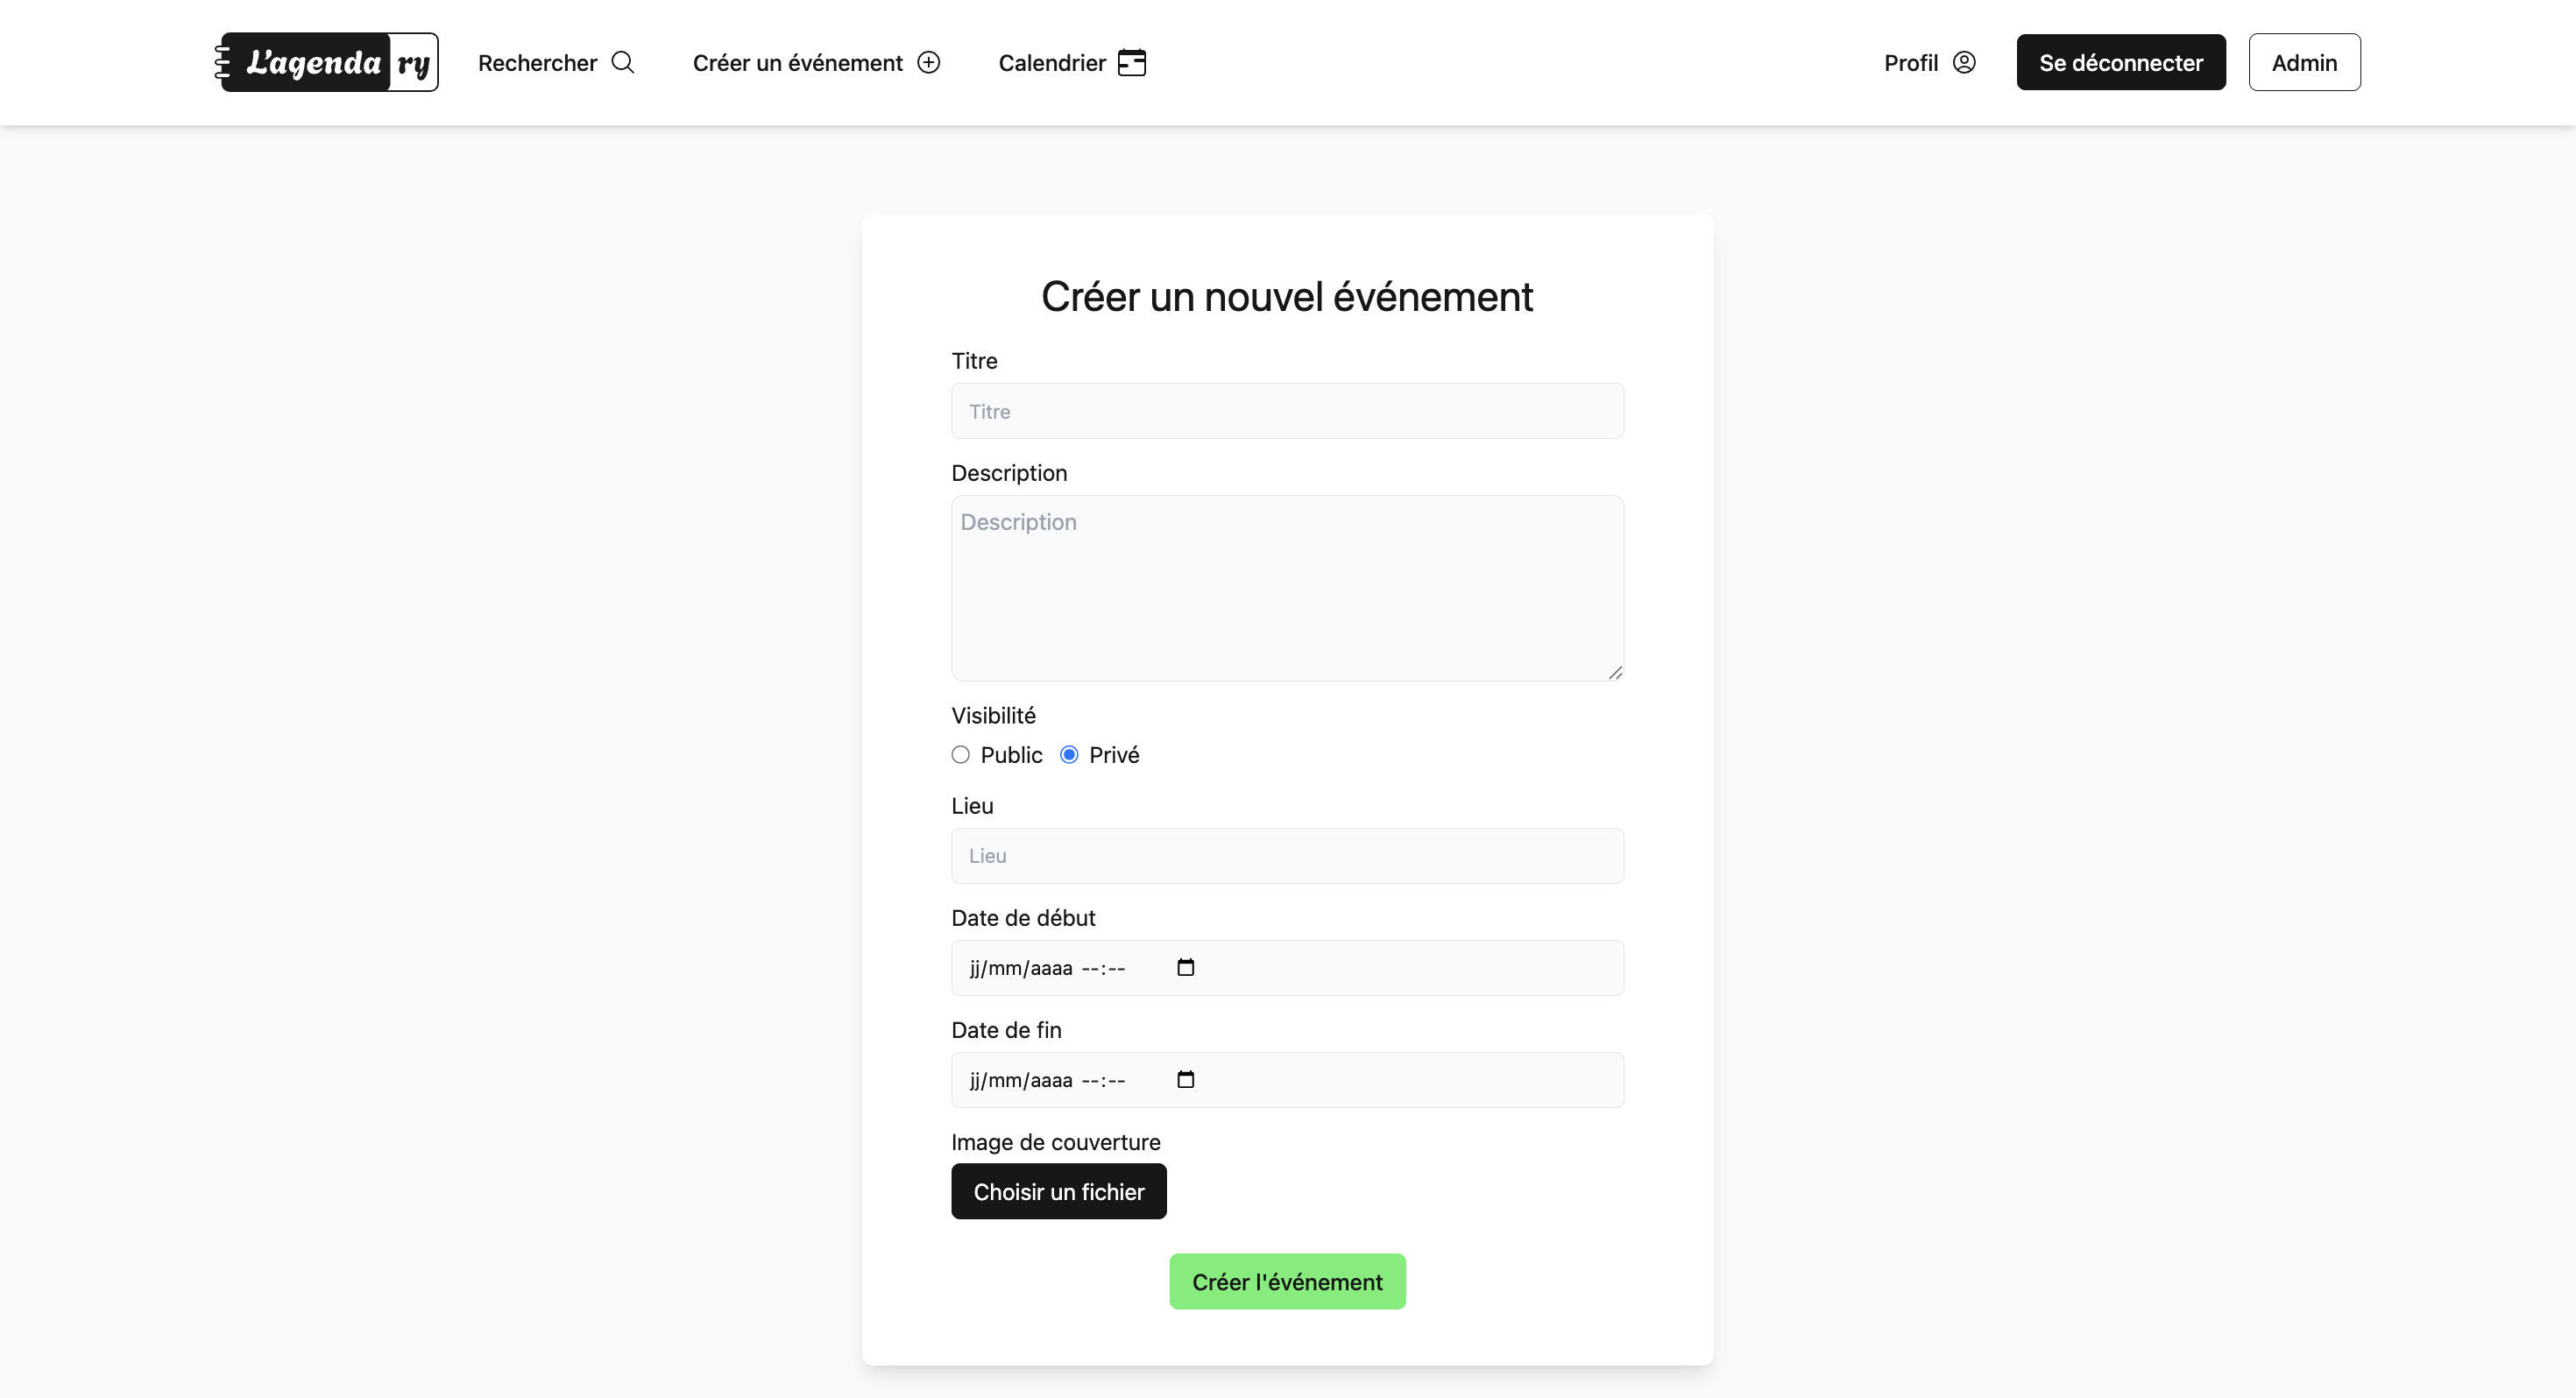 L'agendary Rechercher Créer un événement Calendrier Profil Se déconnecter Admin
Créer un nouvel événement
Titre
Titre
Description
Description
Visibilité
Public Privé
Lieu
Lieu
Date de début
jj/mm/aaaa --:--
Date de fin
jj/mm/aaaa --:--
Image de couverture
Choisir un fichier
Créer l'événement